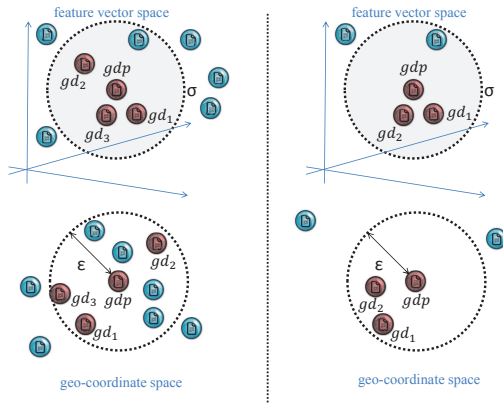 feature vector space
gd₂
gdp
σ
gd₃
gd₁
ε
gd₂
gd₃
gdp
gd₁
geo-coordinate space
feature vector space
gdp
σ
gd₂
gd₁
ε
gd₂
gdp
gd₁
geo-coordinate space